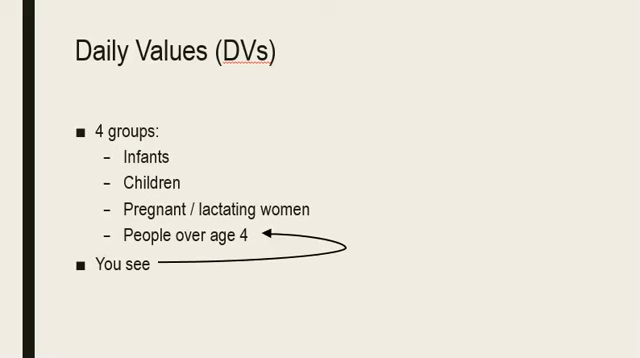 Daily Values (DVs)
■ 4 groups:
– Infants
– Children
– Pregnant / lactating women
– People over age 4
■ You see